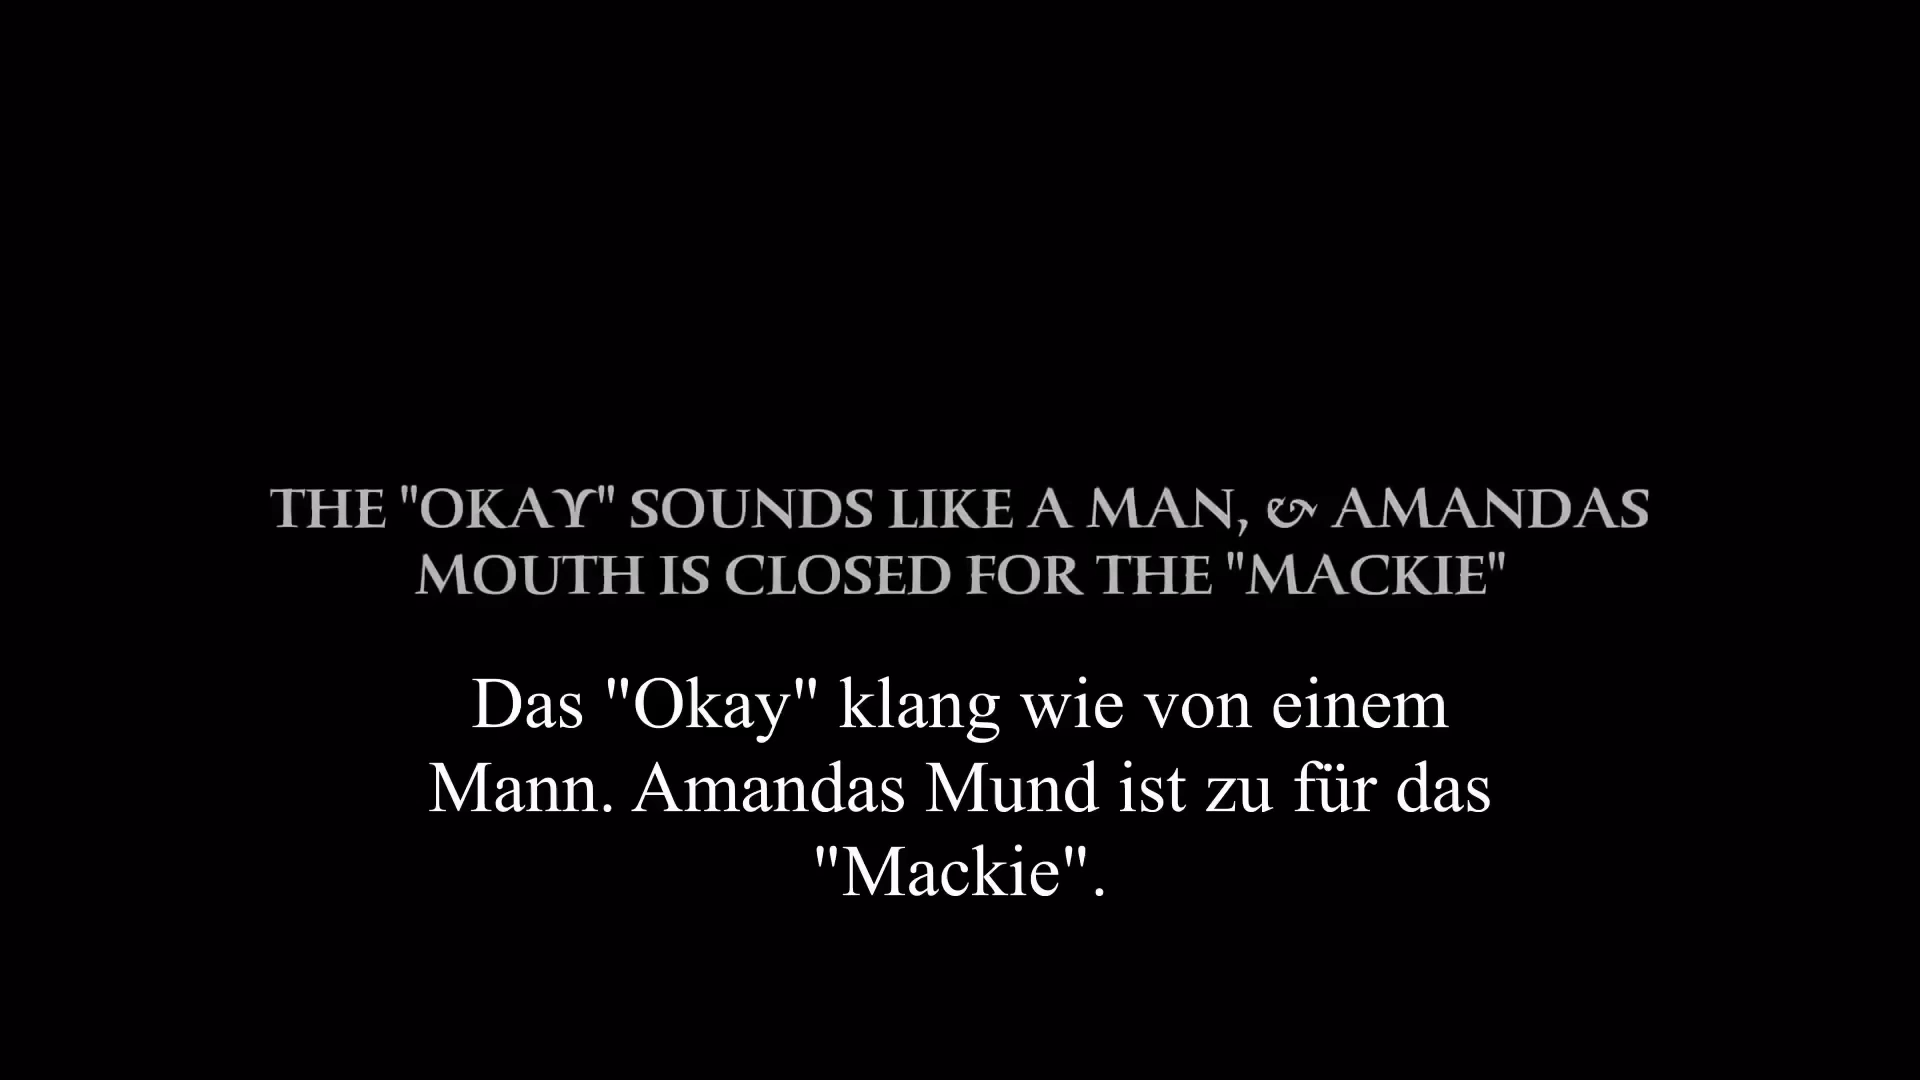 THE "OKAY" SOUNDS LIKE A MAN, & AMANDAS
MOUTH IS CLOSED FOR THE "MACKIE"
Das "Okay" klang wie von einem
Mann. Amandas Mund ist zu für das
"Mackie".